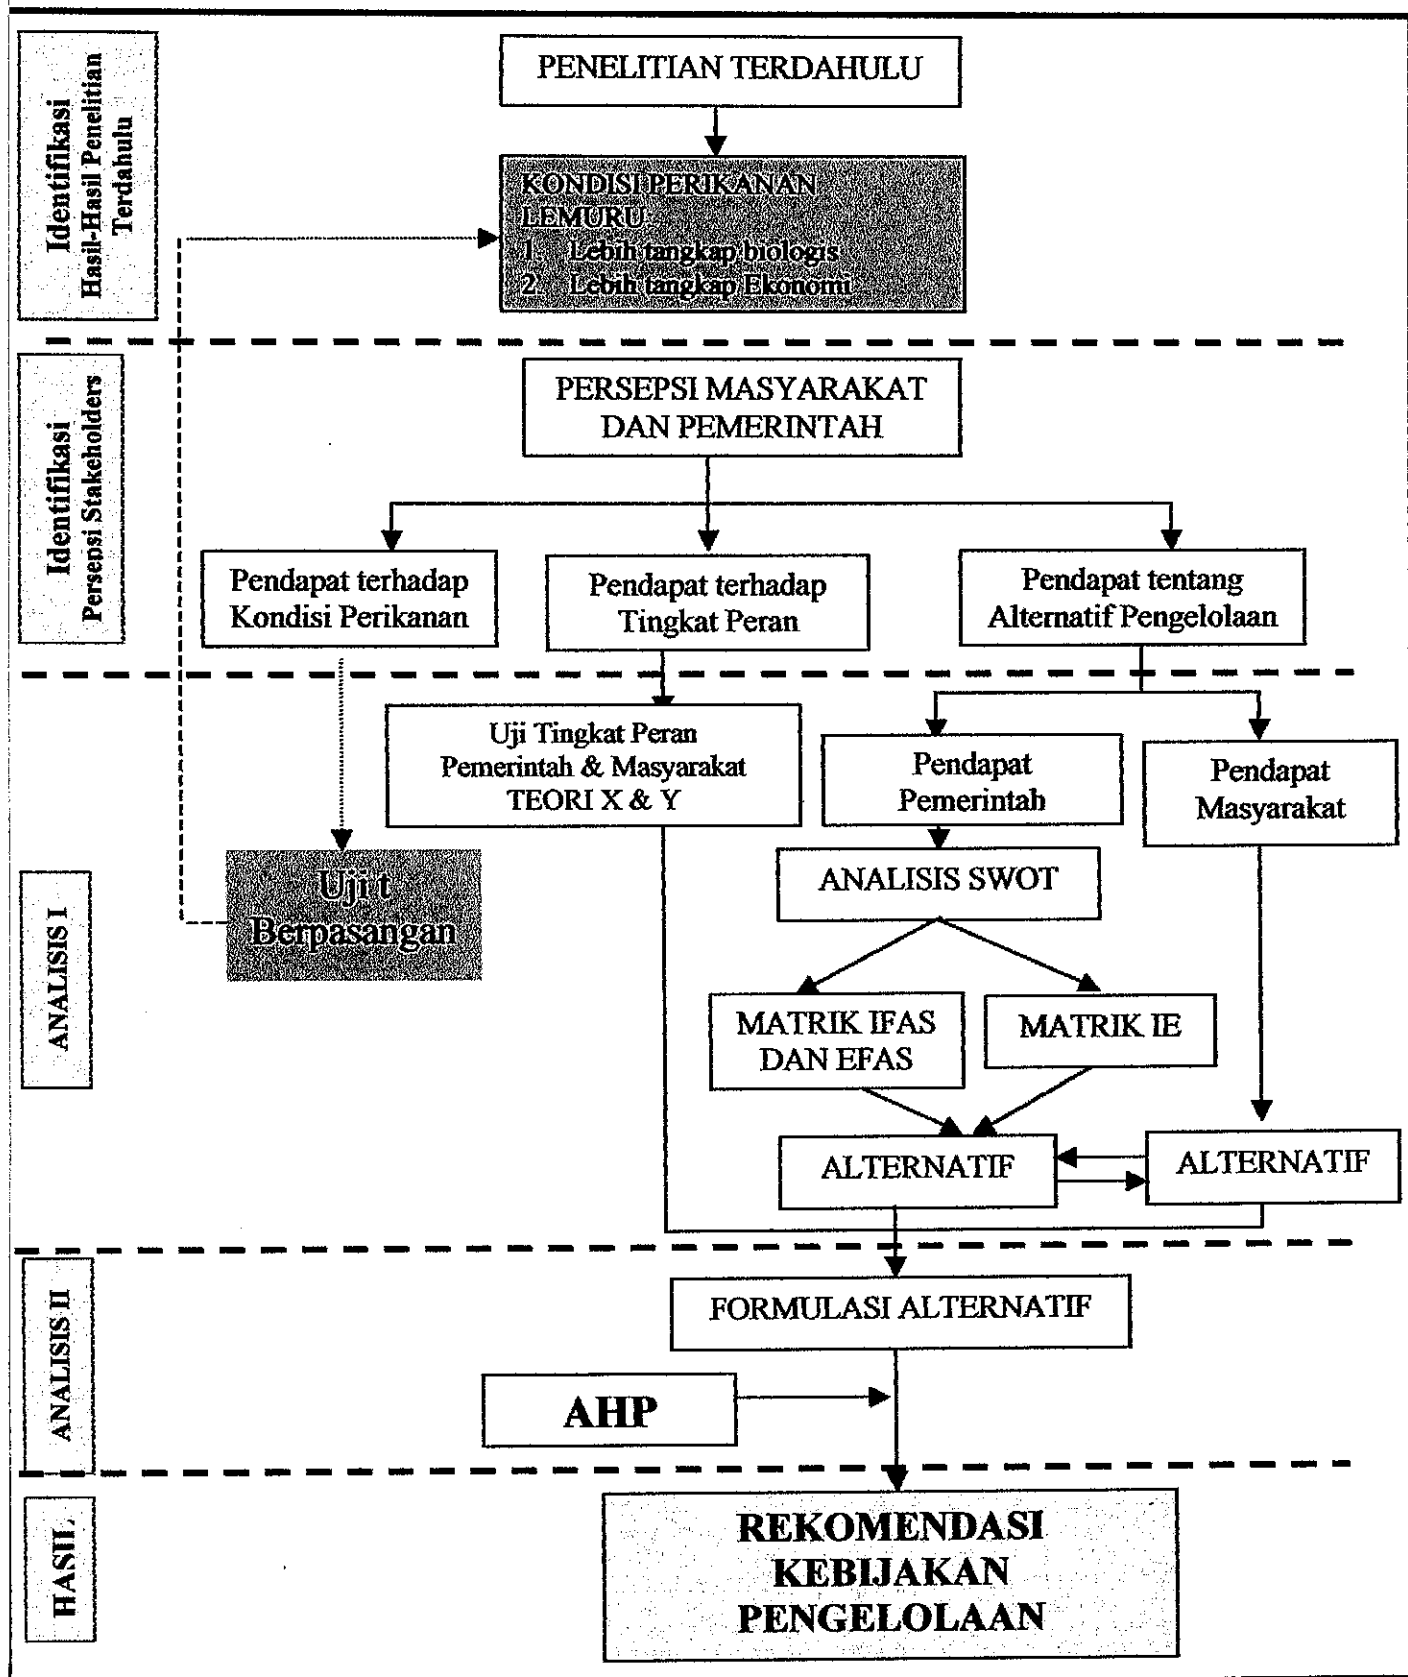 Identifikasi
Hasil-Hasil Penelitian
Terdahulu
PENELITIAN TERDAHULU
KONDISI PERIKANAN
LEMURU
1. Lebih tangkap biologis
2. Lebih tangkap Ekonomi
Identifikasi
Persepsi Stakeholders
PERSEPSI MASYARAKAT
DAN PEMERINTAH
Pendapat terhadap
Kondisi Perikanan
Pendapat terhadap
Tingkat Peran
Pendapat tentang
Alternatif Pengelolaan
ANALISIS I
Uji Tingkat Peran
Pemerintah & Masyarakat
TEORI X & Y
Pendapat
Pemerintah
Pendapat
Masyarakat
Uji t
Berpasangan
ANALISIS SWOT
MATRIK IFAS
DAN EFAS
MATRIK IE
ALTERNATIF
ALTERNATIF
ANALISIS II
FORMULASI ALTERNATIF
AHP
HASIL
REKOMENDASI
KEBIJAKAN
PENGELOLAAN